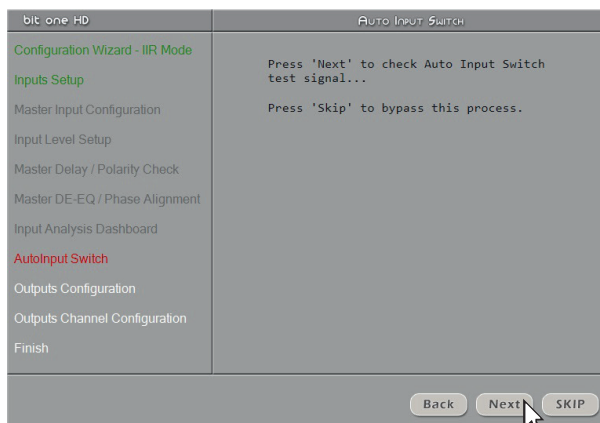 bit one HD
Auto Input Switch
Configuration Wizard - IIR Mode
Inputs Setup
Master Input Configuration
Input Level Setup
Master Delay / Polarity Check
Master DE-EQ / Phase Alignment
Input Analysis Dashboard
AutoInput Switch
Outputs Configuration
Outputs Channel Configuration
Finish
Press 'Next' to check Auto Input Switch
test signal...
Press 'Skip' to bypass this process.
Back Next SKIP